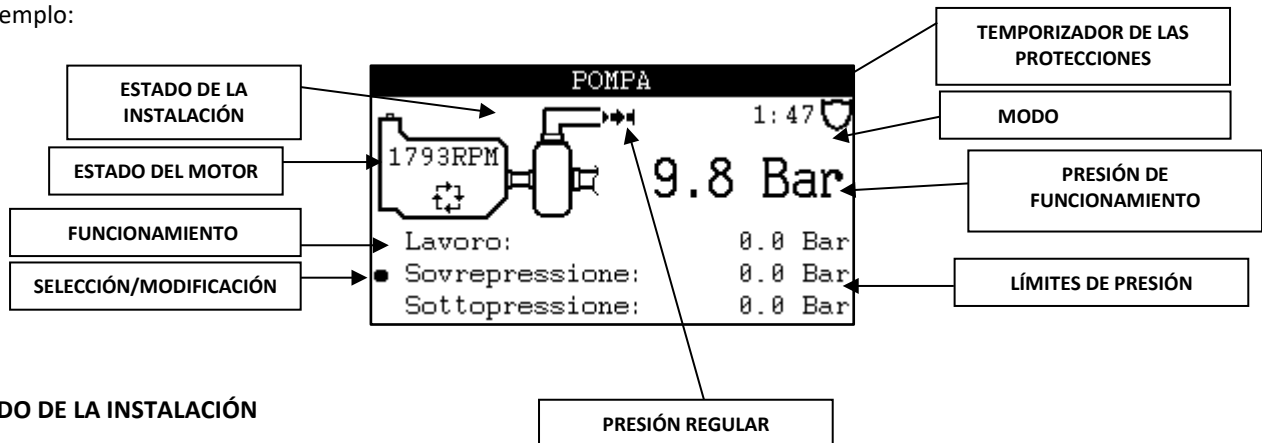 emplo:
TEMPORIZADOR DE LAS
PROTECCIONES
ESTADO DE LA
INSTALACIÓN
POMPA
1:47
MODO
1793RPM
ESTADO DEL MOTOR
9.8 Bar
PRESIÓN DE
FUNCIONAMIENTO
FUNCIONAMIENTO
Lavoro: 0.0 Bar
SELECCIÓN/MODIFICACIÓN
Sovrepressione: 0.0 Bar
LÍMITES DE PRESIÓN
Sottopressione: 0.0 Bar
DO DE LA INSTALACIÓN
PRESIÓN REGULAR